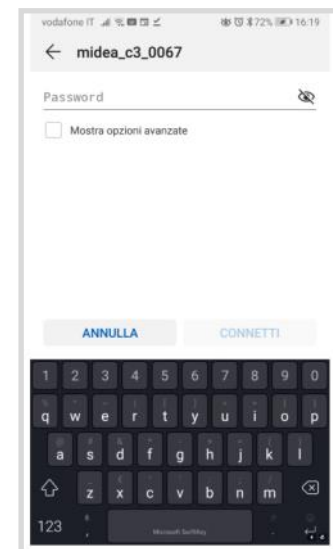 vodafone IT 72% 16:19
midea_c3_0067
Password
Mostra opzioni avanzate
ANNULLA CONNETTI
1 2 3 4 5 6 7 8 9 0
q w e r t y u i o p
a s d f g h j k l
z x c v b n m
123 , Microsoft SwiftKey .